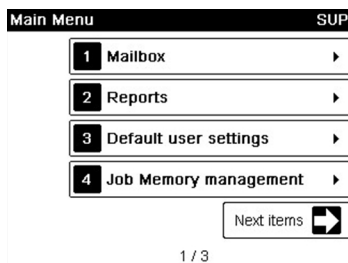 Main Menu SUP
1 Mailbox
2 Reports
3 Default user settings
4 Job Memory management
Next items
1 / 3